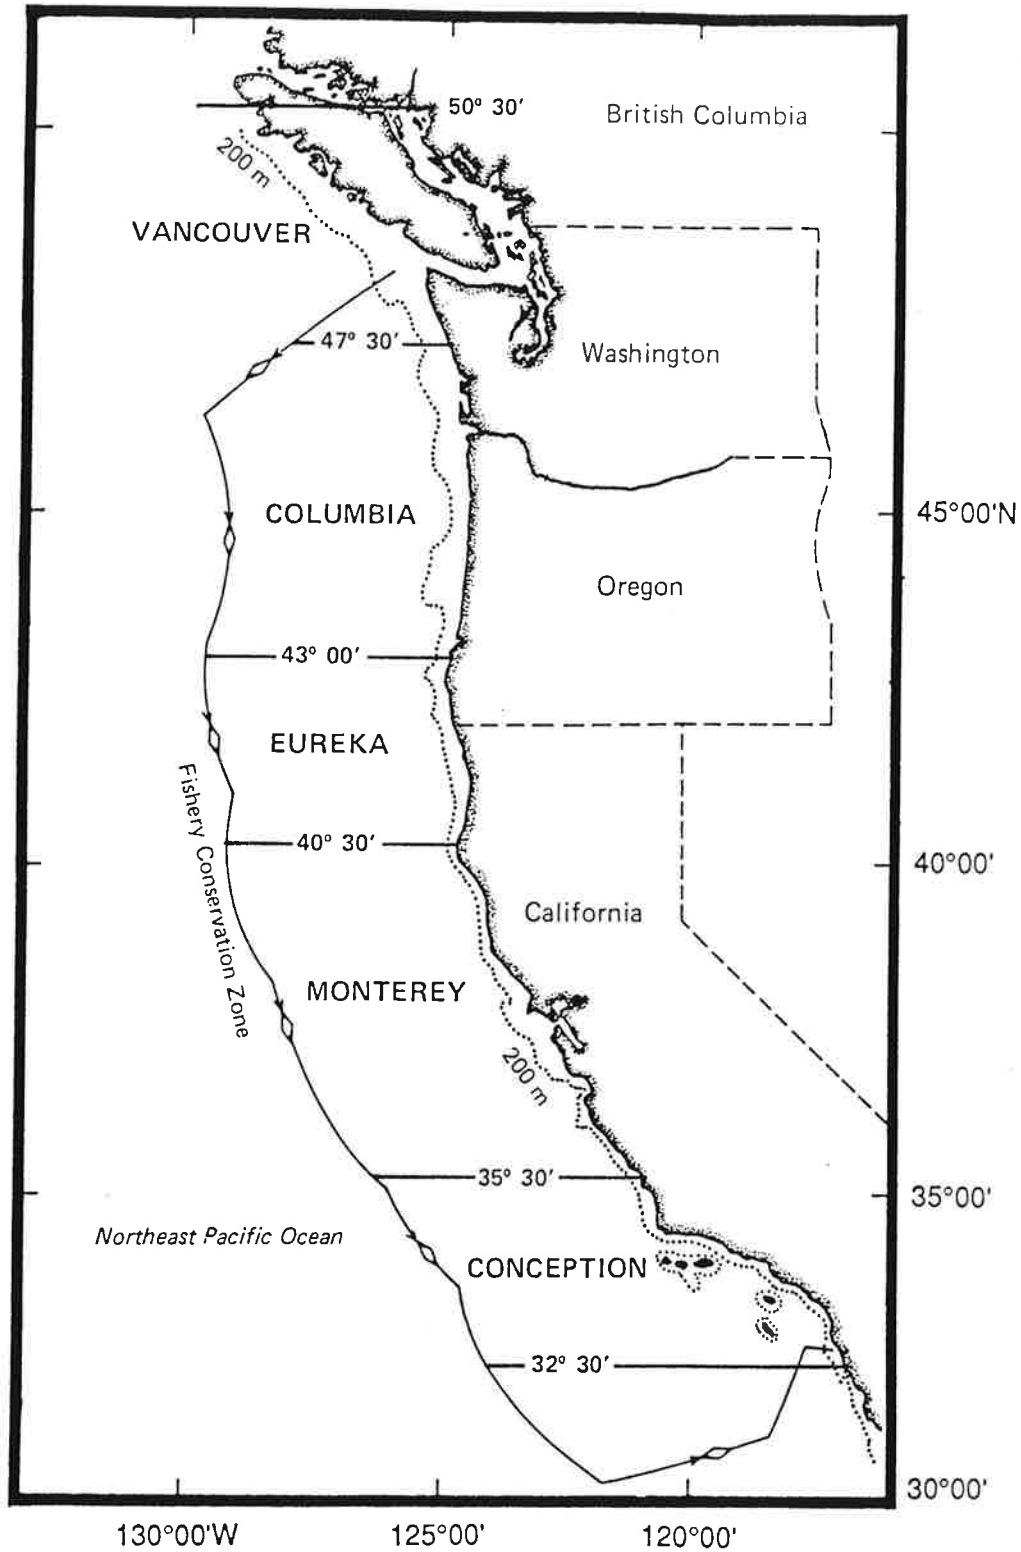 50° 30′
British Columbia
200 m
VANCOUVER
47° 30′
Washington
COLUMBIA
45°00′N
Oregon
43° 00′
EUREKA
Fishery Conservation Zone
40° 30′
40°00′
California
MONTEREY
200 m
35° 30′
35°00′
Northeast Pacific Ocean
CONCEPTION
32° 30′
30°00′
130°00′W
125°00′
120°00′